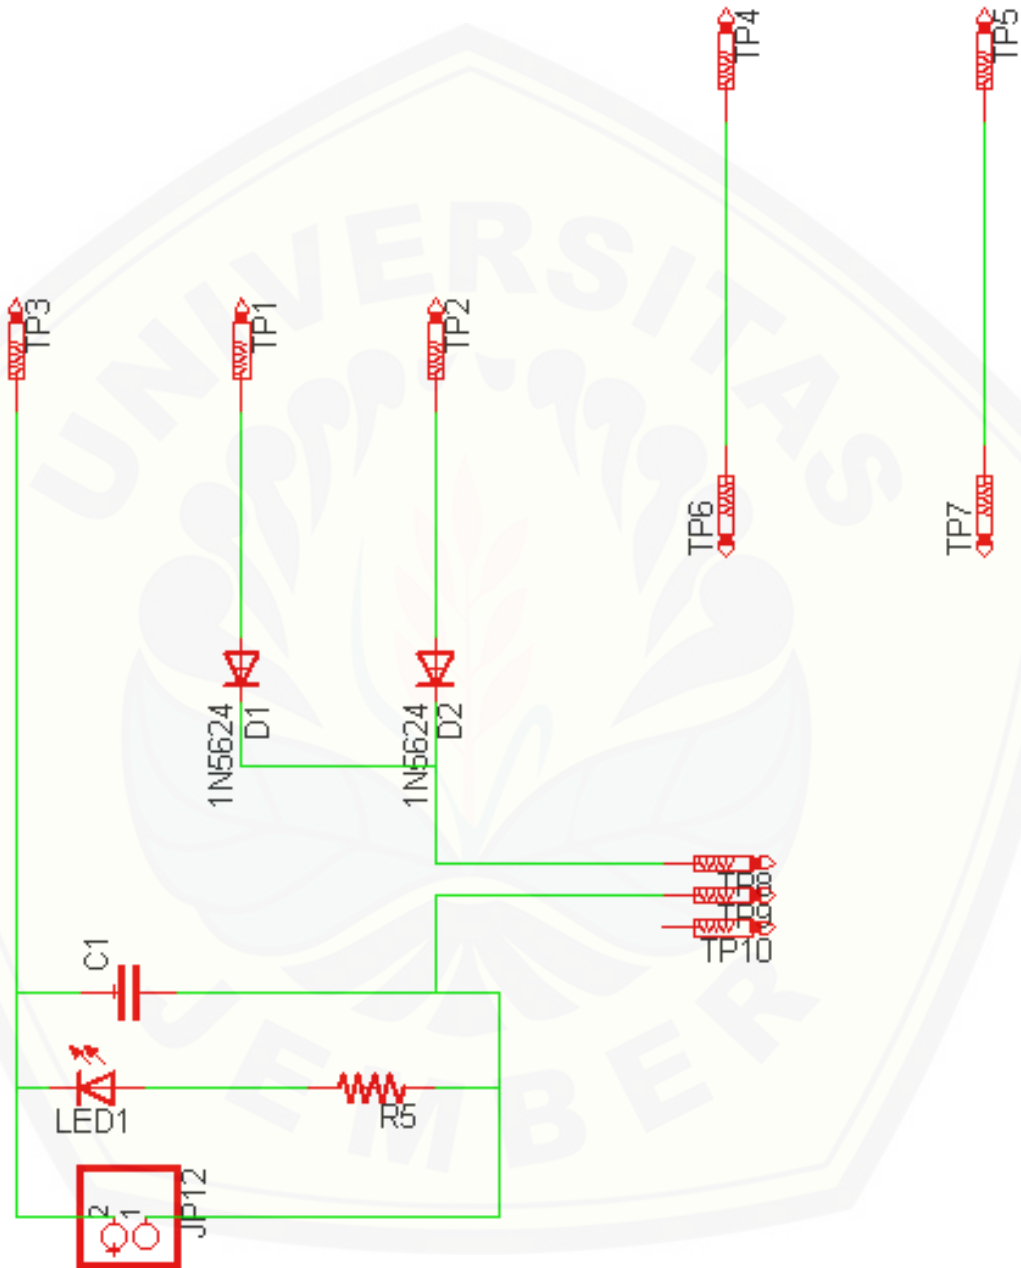 TP4
TP5
TP3
TP1
TP2
TP6
TP7
1N5624
D1
1N5624
D2
TP8
TP9
TP10
C1
LED1
R5
2
1
JP12
UNIVERSITAS
JEMBER